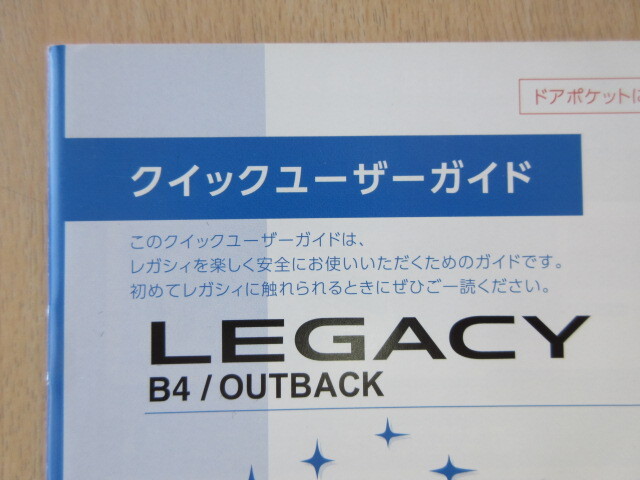 ドアポケットに
クイックユーザーガイド
このクイックユーザーガイドは、
レガシィを楽しく安全にお使いいただくためのガイドです。
初めてレガシィに触れられるときにぜひご一読ください。
LEGACY
B4 / OUTBACK